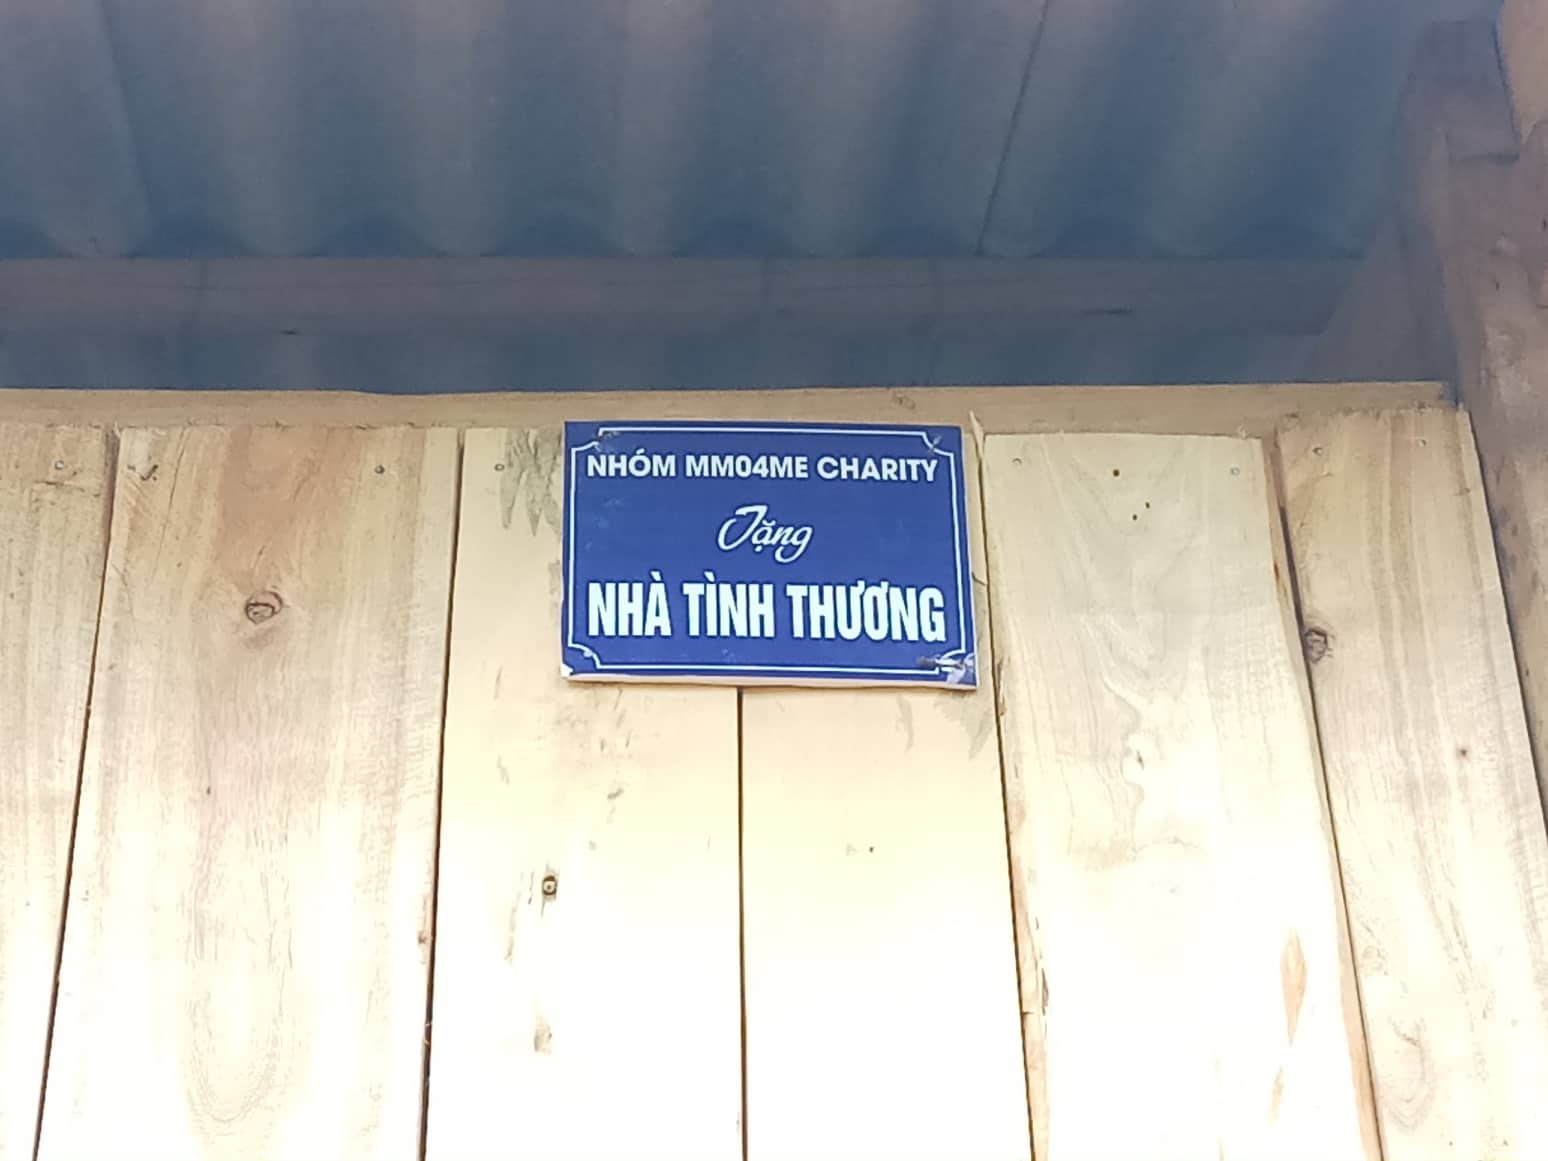 NHÓM MM04ME CHARITY
Tặng
NHÀ TÌNH THƯƠNG